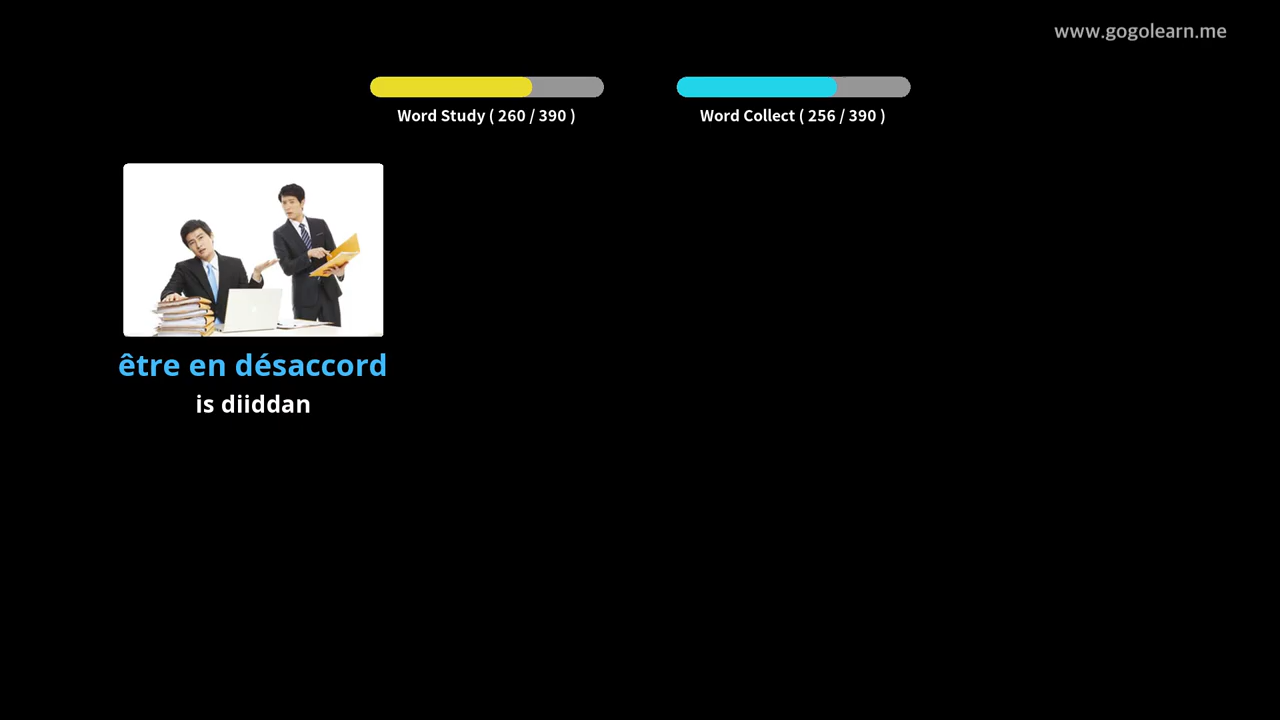 www.gogolearn.me
Word Study ( 260 / 390 )
Word Collect ( 256 / 390 )
être en désaccord
is diiddan